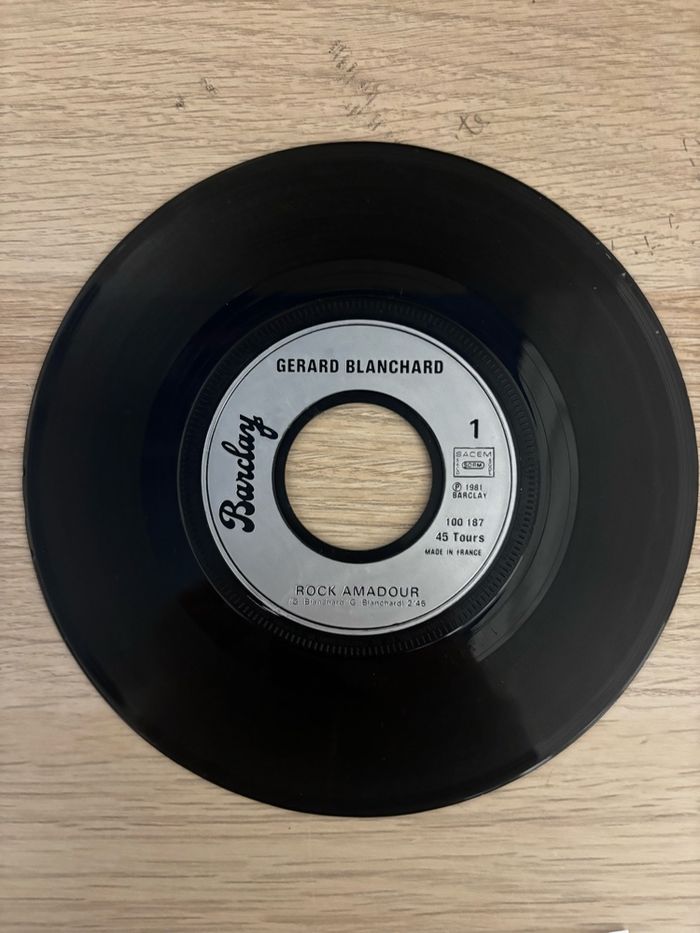 GERARD BLANCHARD
Barclay
1
SACEM
SDRM
℗ 1981
BARCLAY
100 187
45 Tours
MADE IN FRANCE
ROCK AMADOUR
Blanchard G. Blanchard) 2'45